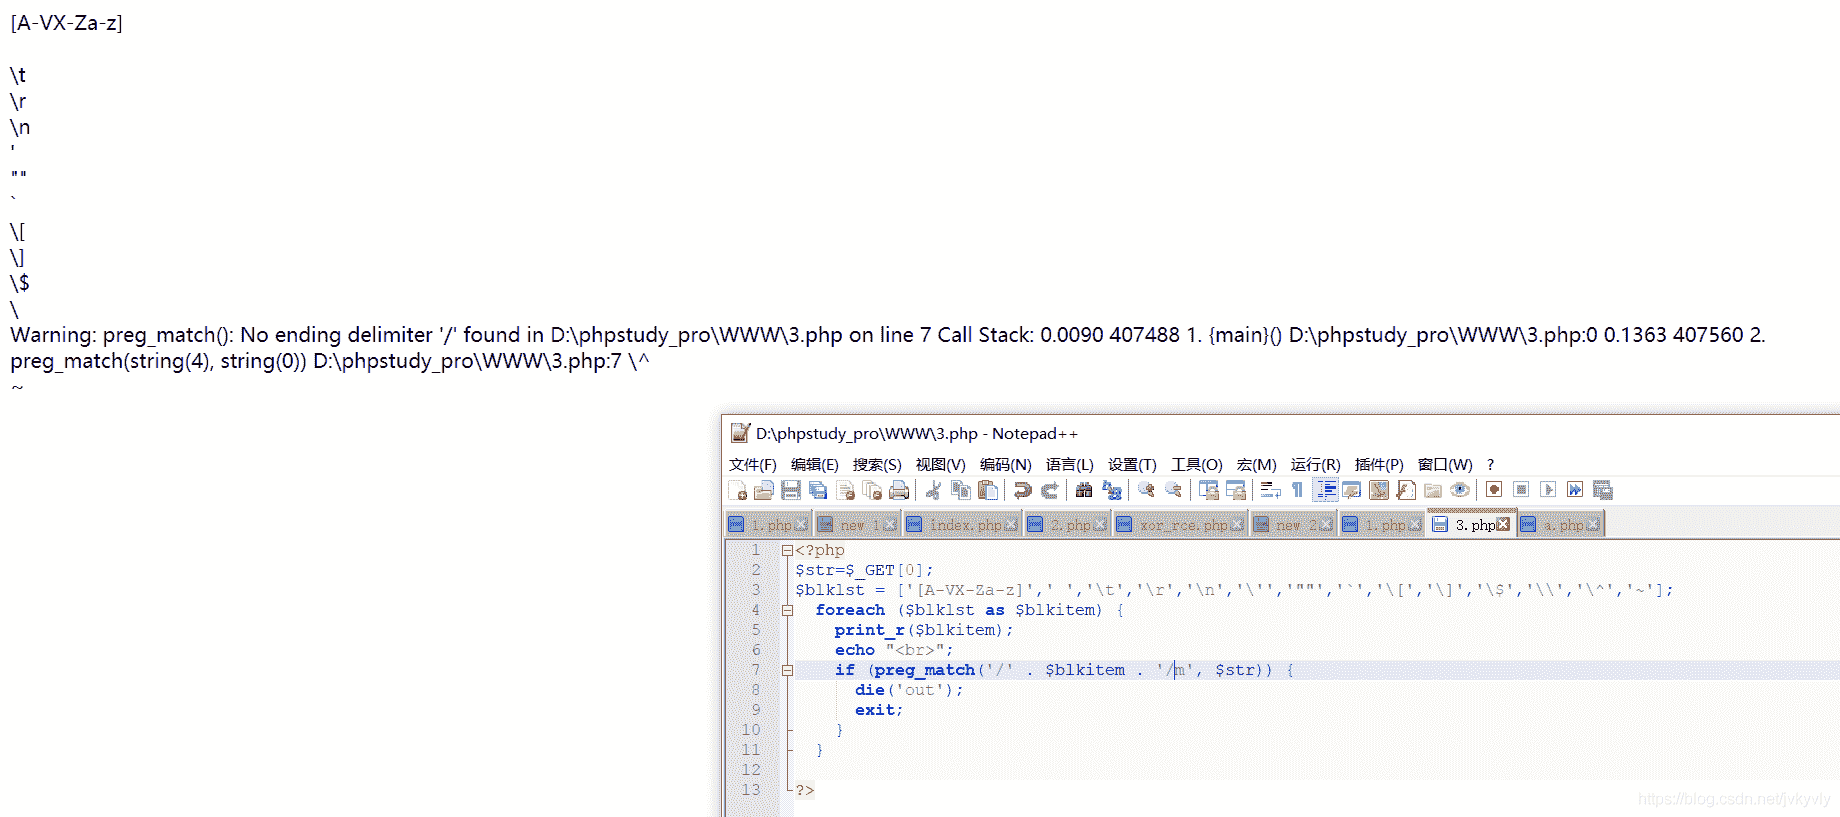 [A-VX-Za-z]
\t
\r
\n
'
""
`
\[
\]
\$
\
Warning: preg_match(): No ending delimiter '/' found in D:\phpstudy_pro\WWW\3.php on line 7 Call Stack: 0.0090 407488 1. {main}() D:\phpstudy_pro\WWW\3.php:0 0.1363 407560 2.
preg_match(string(4), string(0)) D:\phpstudy_pro\WWW\3.php:7 \^
~
D:\phpstudy_pro\WWW\3.php - Notepad++
文件(F) 编辑(E) 搜索(S) 视图(V) 编码(N) 语言(L) 设置(T) 工具(O) 宏(M) 运行(R) 插件(P) 窗口(W) ?
1.php new 1 index.php 2.php xor_rce.php new 2 1.php 3.php a.php
1 <?php
2 $str=$_GET[0];
3 $blklst = ['[A-VX-Za-z]',' ','\t','\r','\n','\'','""','`','\[','\]','\$','\\','\^','~'];
4 foreach ($blklst as $blkitem) {
5 print_r($blkitem);
6 echo "<br>";
7 if (preg_match('/' . $blkitem . '/m', $str)) {
8 die('out');
9 exit;
10 }
11 }
12
13 ?>
https://blog.csdn.net/jvkyvly